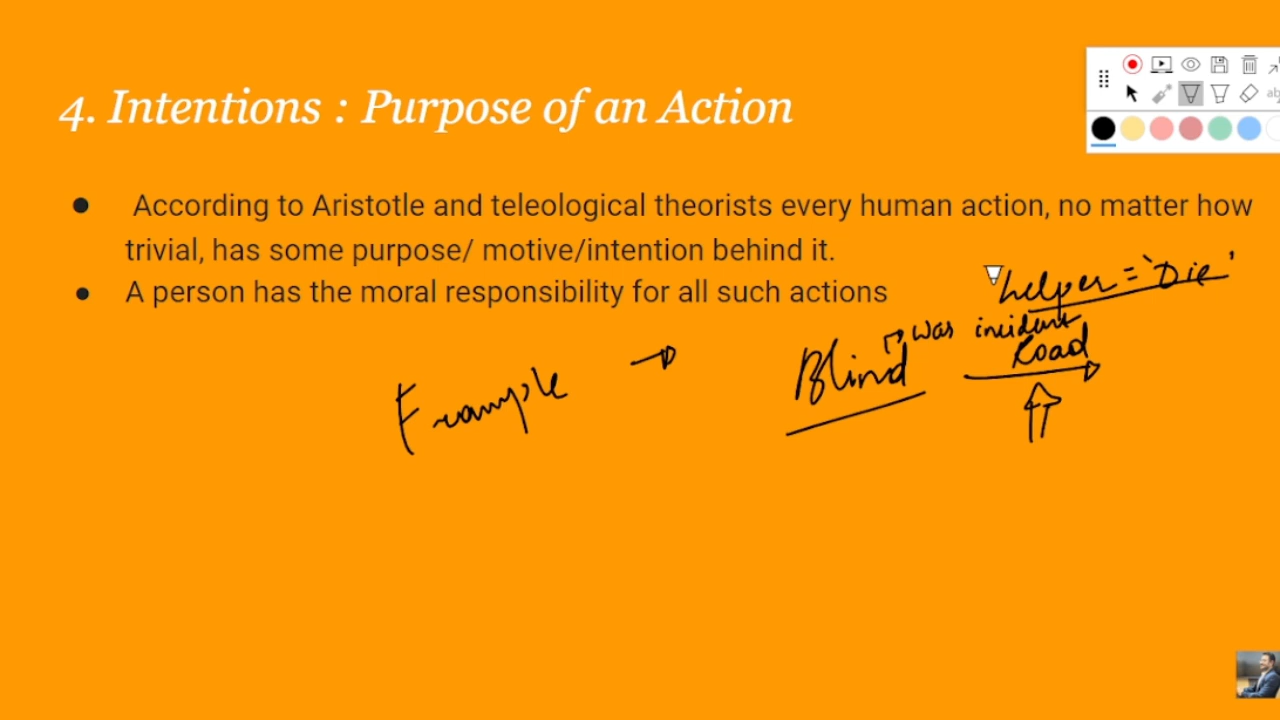 4. Intentions : Purpose of an Action
● According to Aristotle and teleological theorists every human action, no matter how
trivial, has some purpose/ motive/intention behind it.
● A person has the moral responsibility for all such actions
helper = 'Die'
was incident
Example → Blind Road